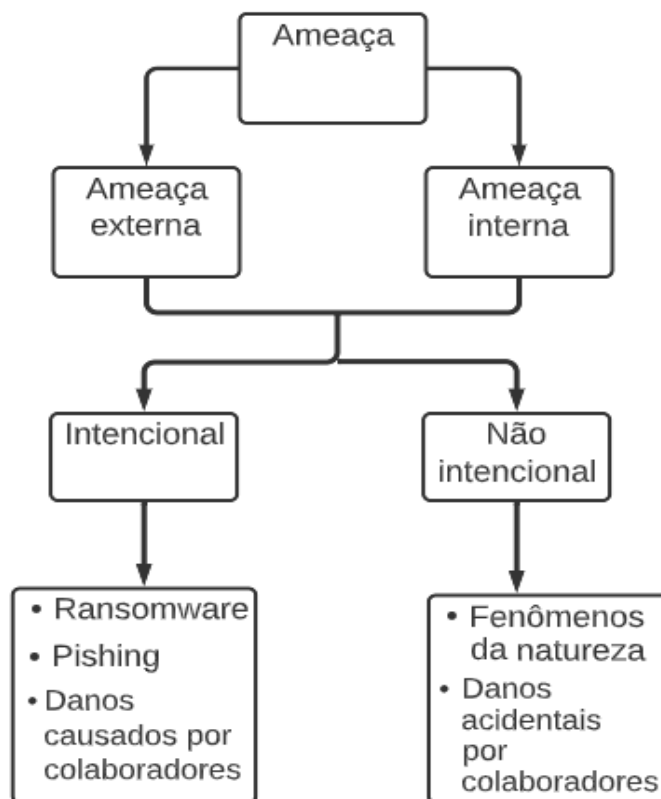 Ameaça
Ameaça
externa
Ameaça
interna
Intencional
Não
intencional
• Ransomware
• Pishing
• Danos
causados por
colaboradores
• Fenômenos
da natureza
• Danos
acidentais
por
colaboradores